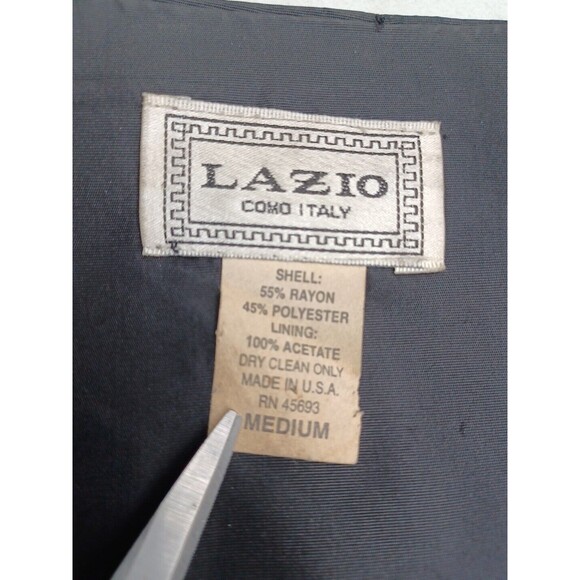 LAZIO
COMO ITALY
SHELL:
55% RAYON
45% POLYESTER
LINING:
100% ACETATE
DRY CLEAN ONLY
MADE IN U.S.A.
RN 45693
MEDIUM